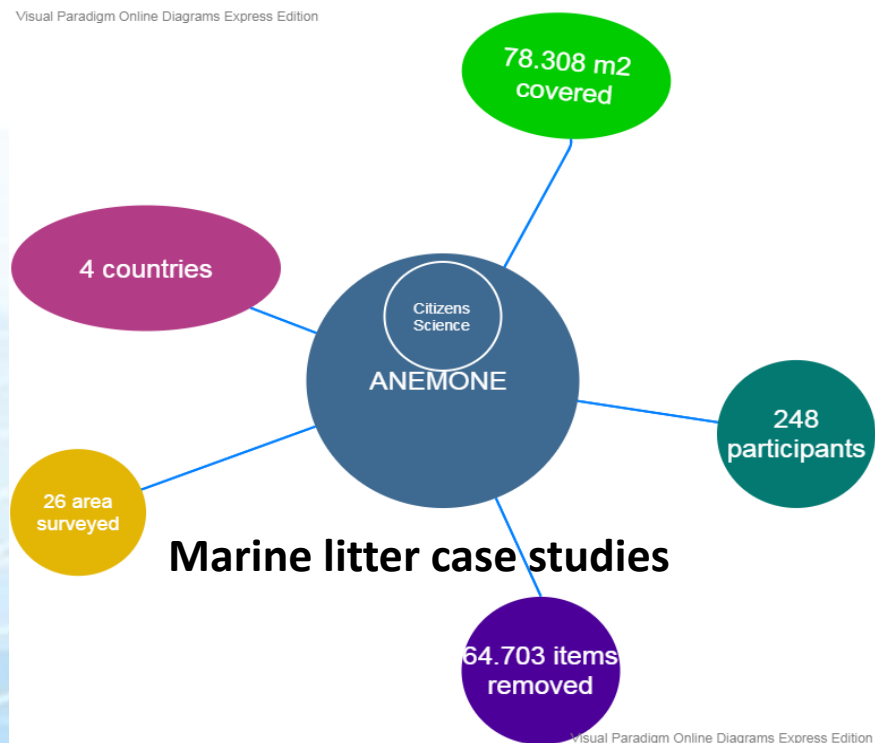 Visual Paradigm Online Diagrams Express Edition
78.308 m2
covered
4 countries
Citizens
Science
ANEMONE
248
participants
26 area
surveyed
Marine litter case studies
64.703 items
removed
Visual Paradigm Online Diagrams Express Edition